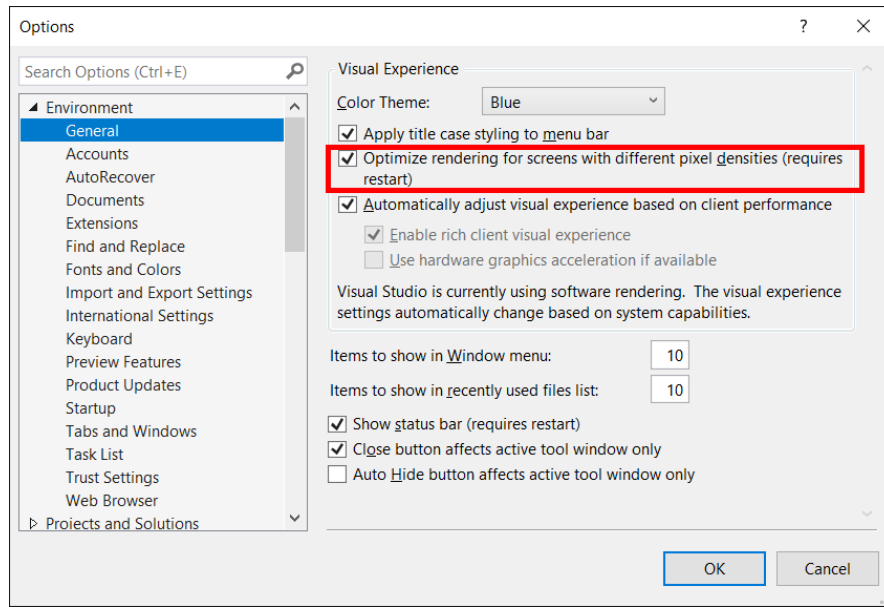 Options
?
Search Options (Ctrl+E)
Environment
General
Accounts
AutoRecover
Documents
Extensions
Find and Replace
Fonts and Colors
Import and Export Settings
International Settings
Keyboard
Preview Features
Product Updates
Startup
Tabs and Windows
Task List
Trust Settings
Web Browser
Projects and Solutions
Visual Experience
Color Theme: Blue
Apply title case styling to menu bar
Optimize rendering for screens with different pixel densities (requires
restart)
Automatically adjust visual experience based on client performance
Enable rich client visual experience
Use hardware graphics acceleration if available
Visual Studio is currently using software rendering. The visual experience
settings automatically change based on system capabilities.
Items to show in Window menu: 10
Items to show in recently used files list: 10
Show status bar (requires restart)
Close button affects active tool window only
Auto Hide button affects active tool window only
OK Cancel